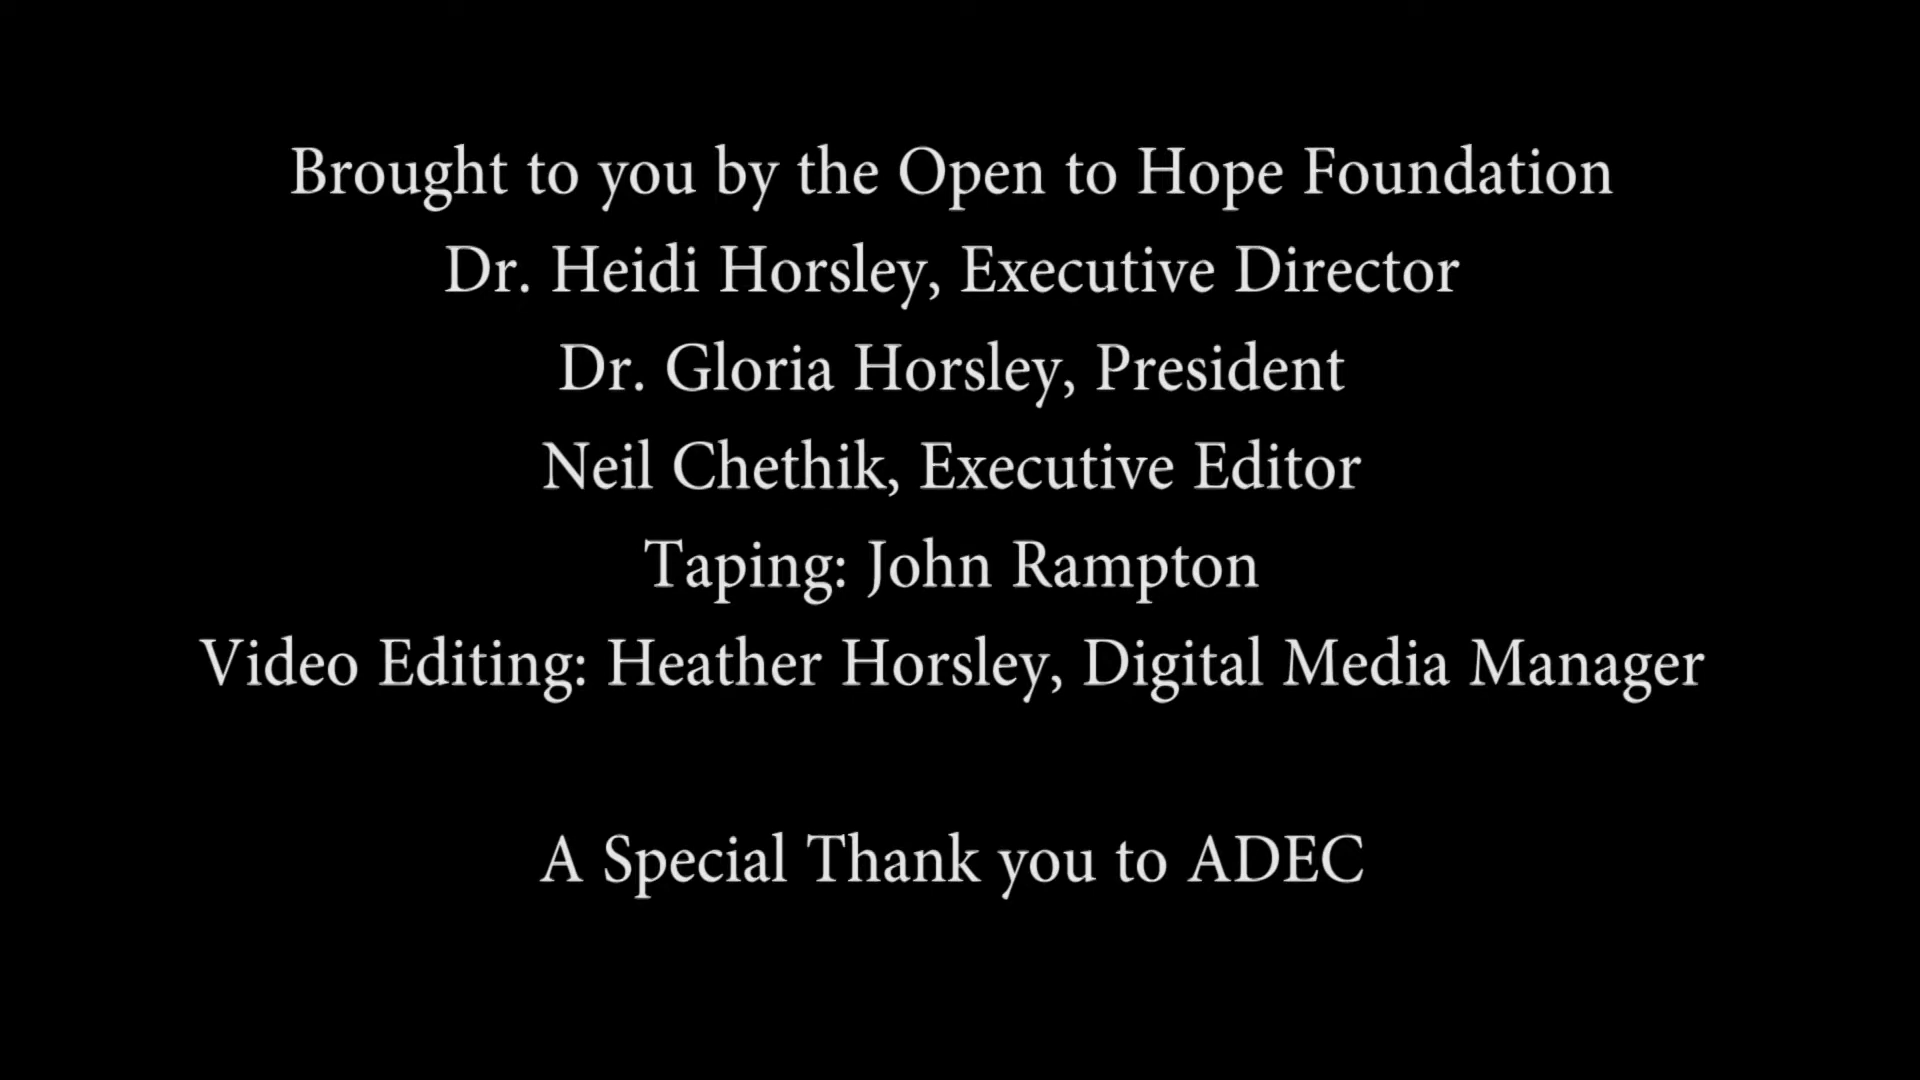 Brought to you by the Open to Hope Foundation
Dr. Heidi Horsley, Executive Director
Dr. Gloria Horsley, President
Neil Chethik, Executive Editor
Taping: John Rampton
Video Editing: Heather Horsley, Digital Media Manager
A Special Thank you to ADEC